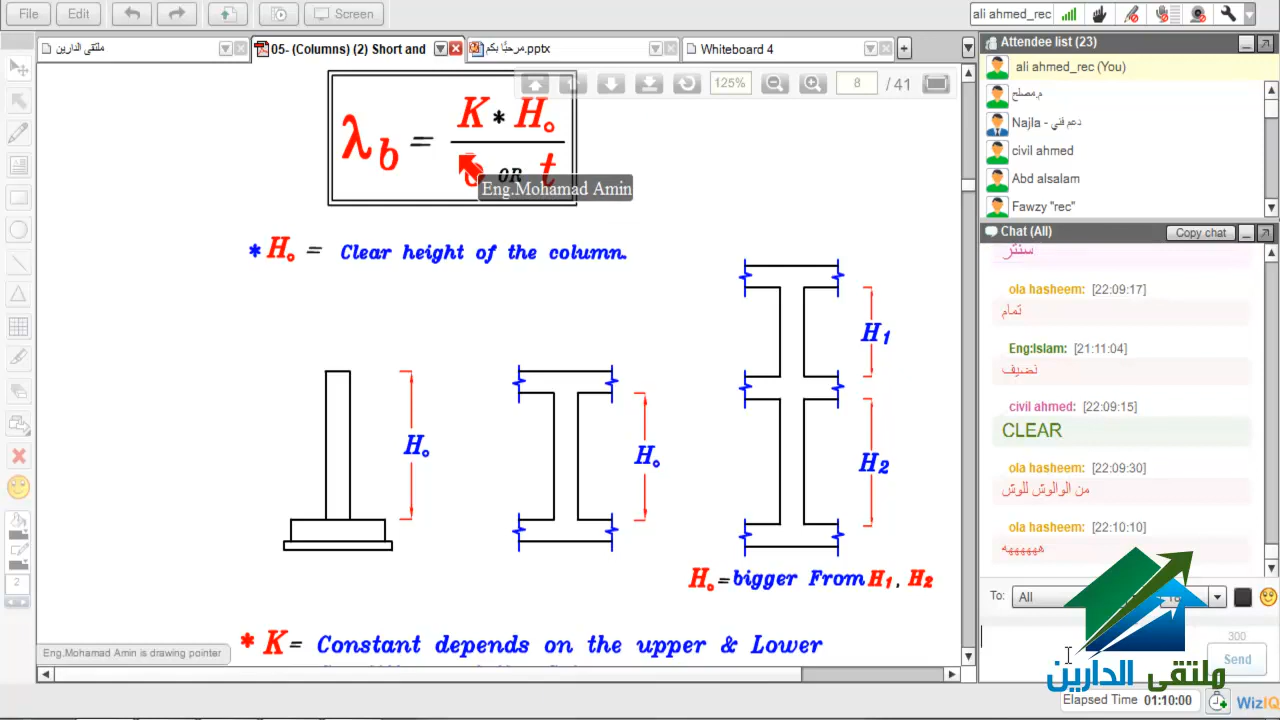 File
Edit
Screen
ali ahmed_rec
ملتقى الدارين
05- (Columns) (2) Short and
مرحبًا بكم.pptx
Whiteboard 4
Attendee list (23)
ali ahmed_rec (You)
م.مصلح
Najla - دعم فني
civil ahmed
Abd alsalam
Fawzy "rec"
125%
8 / 41
λb = K * H₀
OR t
Eng.Mohamad Amin
* H₀ = Clear height of the column.
H₀
H₀
H1
H2
H₀=bigger From H1 , H2
* K= Constant depends on the upper & Lower
Eng.Mohamad Amin is drawing pointer
2
Chat (All)
Copy chat
سنتر
ola hasheem: [22:09:17]
تمام
Eng:Islam: [21:11:04]
تضيف
civil ahmed: [22:09:15]
CLEAR
ola hasheem: [22:09:30]
من الوالوش للوش
ola hasheem: [22:10:10]
هههههه
To: All
300
Send
ملتقى الدارين
Elapsed Time 01:10:00
WizIQ